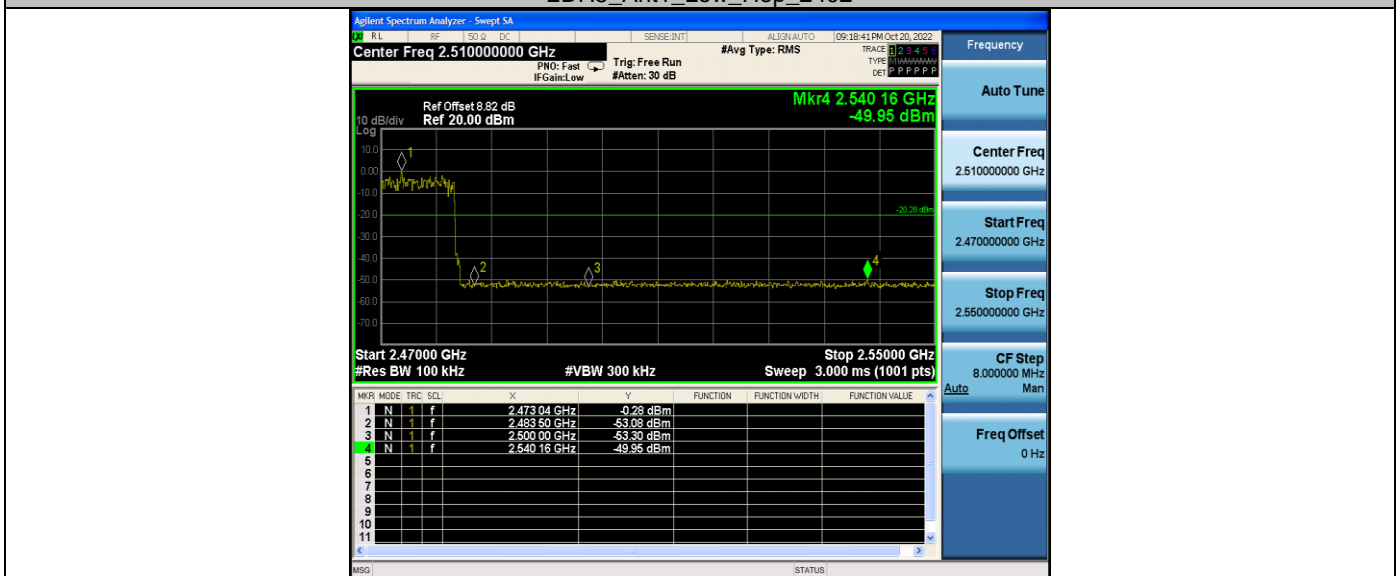 Agilent Spectrum Analyzer - Swept SA
RL RF 50 Ω DC SENSE:INT ALIGNAUTO 09:18:41 PM Oct 20, 2022
Center Freq 2.510000000 GHz #Avg Type: RMS TRACE 1 2 3 4 5 6
PNO: Fast Trig: Free Run TYPE
IFGain:Low #Atten: 30 dB DET P P P P P P
Frequency
Auto Tune
Center Freq
2.510000000 GHz
Start Freq
2.470000000 GHz
Stop Freq
2.550000000 GHz
CF Step
8.000000 MHz
Auto Man
Freq Offset
0 Hz
Mkr4 2.540 16 GHz
-49.95 dBm
Ref Offset 8.82 dB
10 dB/div Ref 20.00 dBm
Log
10.0
0.00
-10.0
-20.0
-30.0
-40.0
-50.0
-60.0
-70.0
1
2
3
4
-20.28 dBm
Start 2.47000 GHz Stop 2.55000 GHz
#Res BW 100 kHz #VBW 300 kHz Sweep 3.000 ms (1001 pts)
MKR MODE TRC SCL X Y FUNCTION FUNCTION WIDTH FUNCTION VALUE
1 N 1 f 2.473 04 GHz -0.28 dBm
2 N 1 f 2.483 50 GHz -53.08 dBm
3 N 1 f 2.500 00 GHz -53.30 dBm
4 N 1 f 2.540 16 GHz -49.95 dBm
5
6
7
8
9
10
11
MSG STATUS